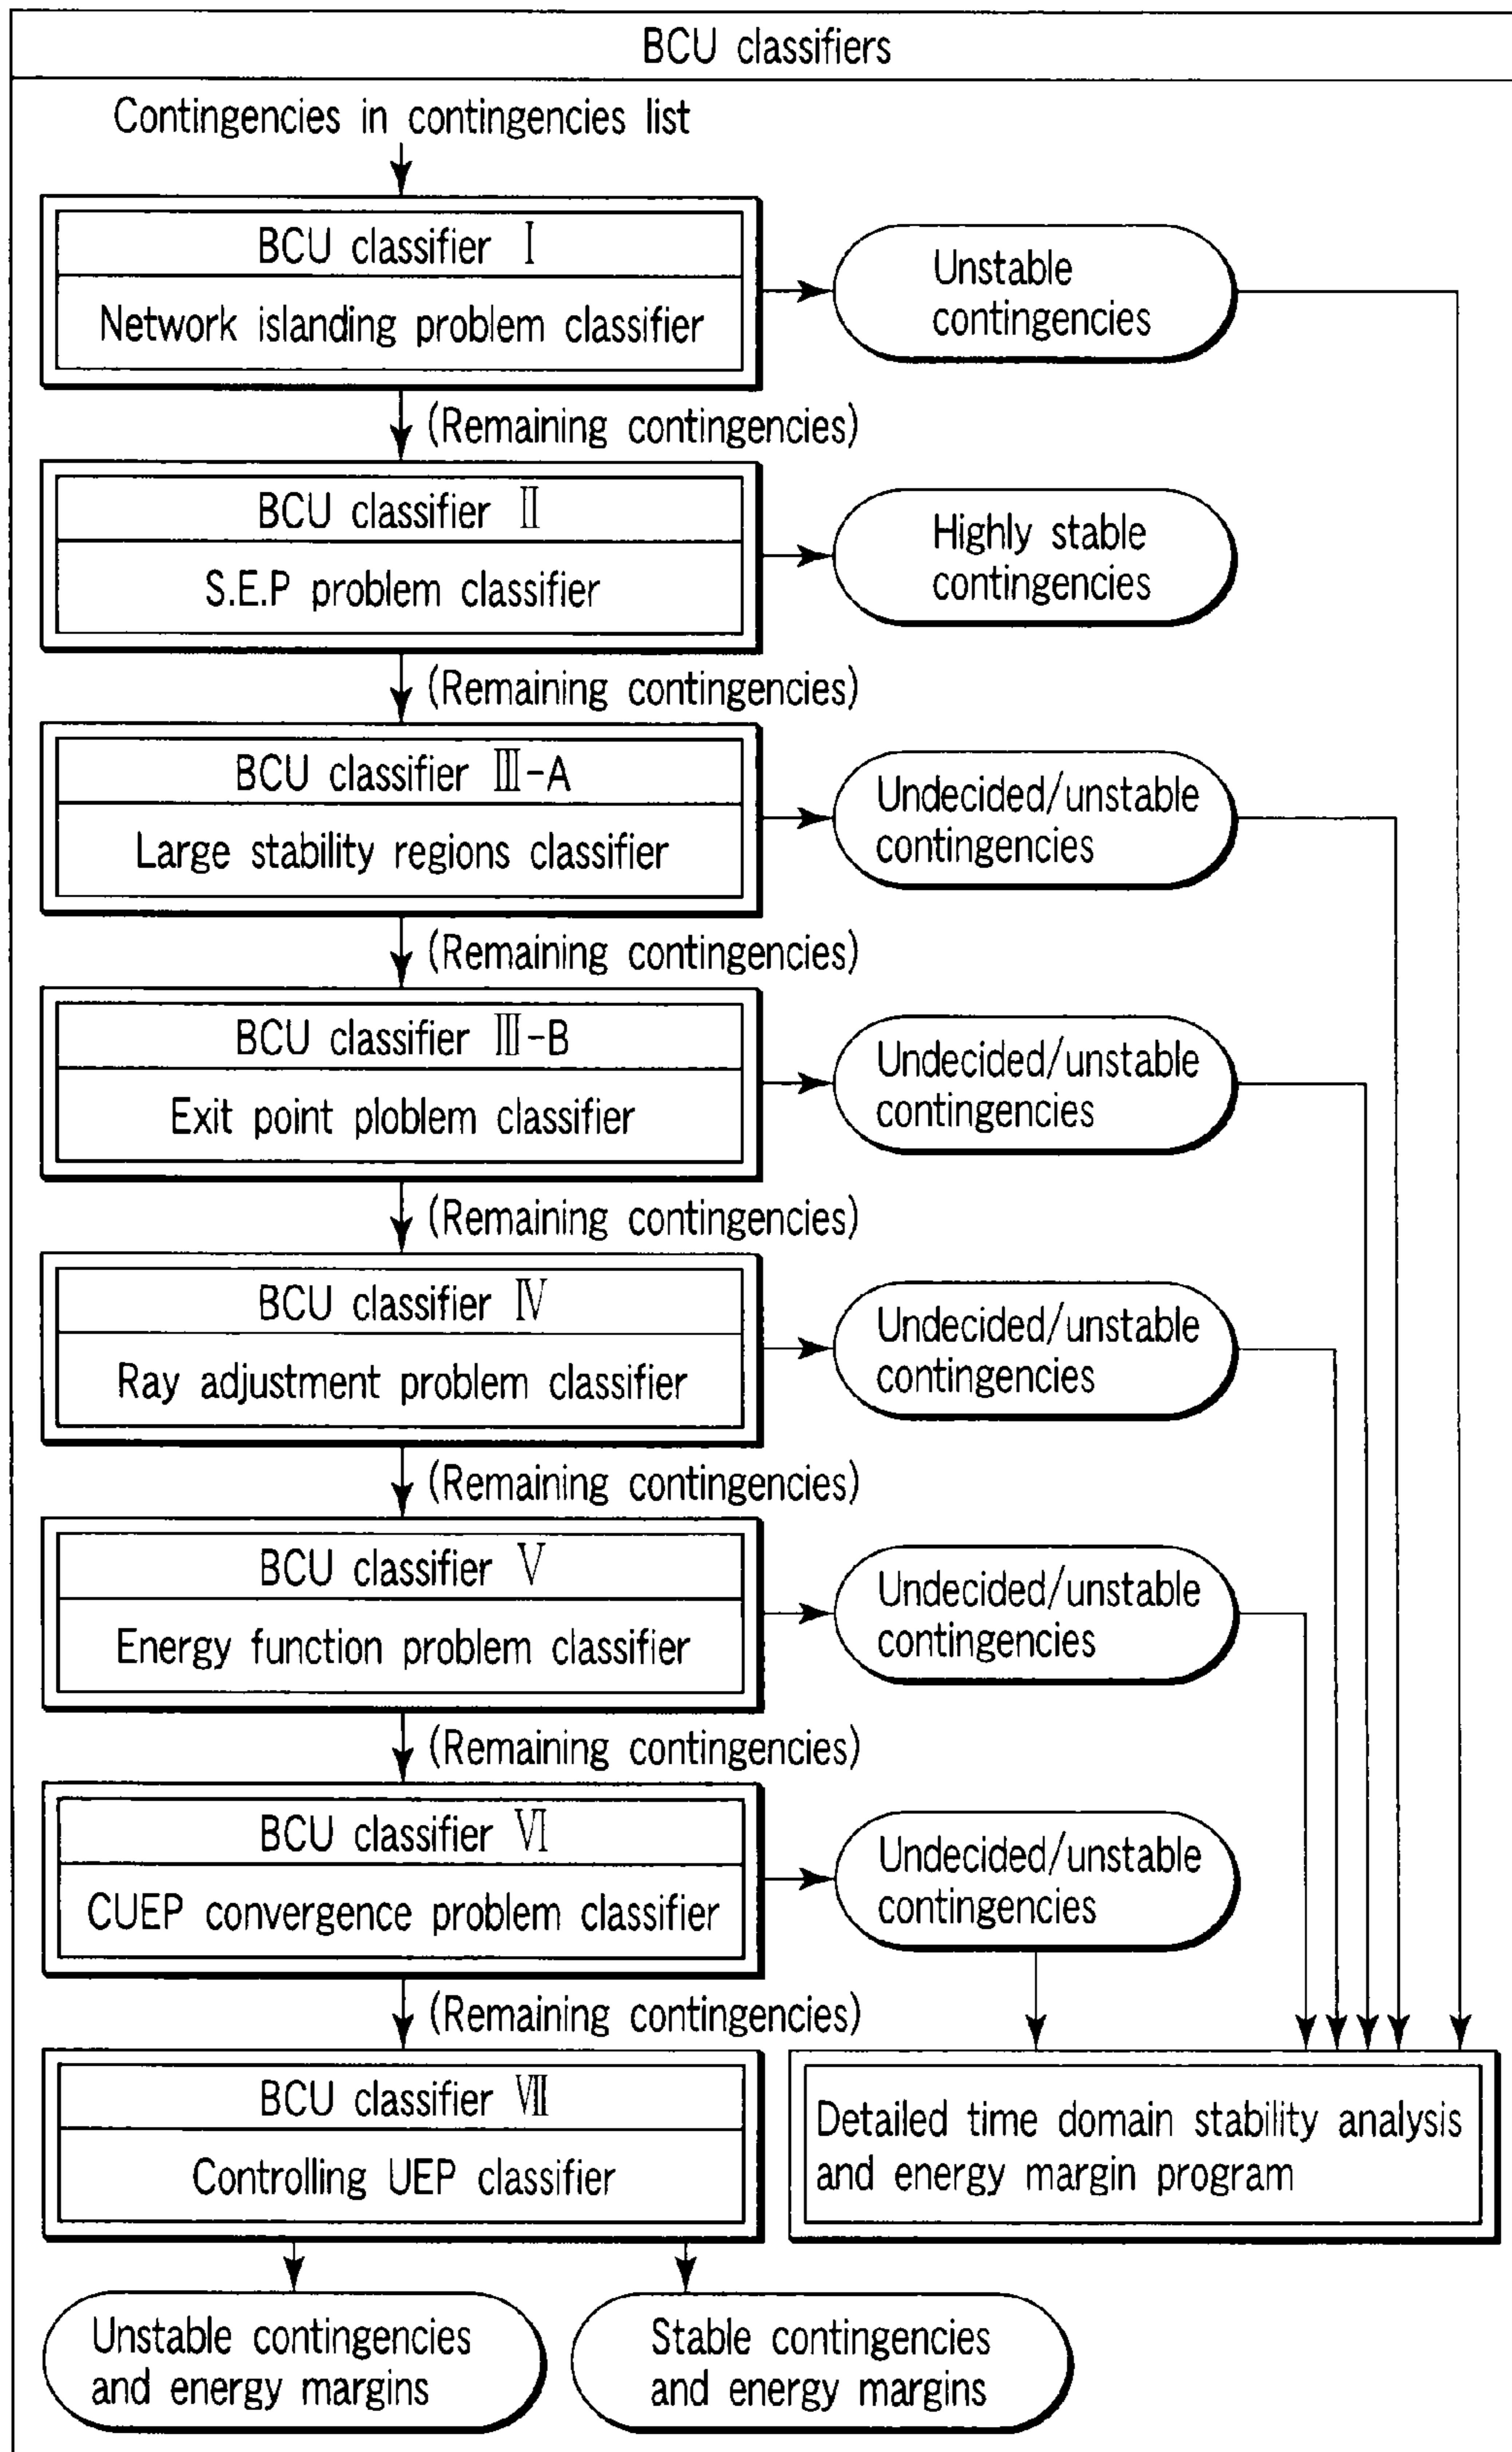 BCU classifiers
Contingencies in contingencies list
BCU classifier Ⅰ
Network islanding problem classifier
Unstable
contingencies
(Remaining contingencies)
BCU classifier Ⅱ
S.E.P problem classifier
Highly stable
contingencies
(Remaining contingencies)
BCU classifier Ⅲ-A
Large stability regions classifier
Undecided/unstable
contingencies
(Remaining contingencies)
BCU classifier Ⅲ-B
Exit point ploblem classifier
Undecided/unstable
contingencies
(Remaining contingencies)
BCU classifier Ⅳ
Ray adjustment problem classifier
Undecided/unstable
contingencies
(Remaining contingencies)
BCU classifier Ⅴ
Energy function problem classifier
Undecided/unstable
contingencies
(Remaining contingencies)
BCU classifier Ⅵ
CUEP convergence problem classifier
Undecided/unstable
contingencies
(Remaining contingencies)
BCU classifier Ⅶ
Controlling UEP classifier
Detailed time domain stability analysis
and energy margin program
Unstable contingencies
and energy margins
Stable contingencies
and energy margins